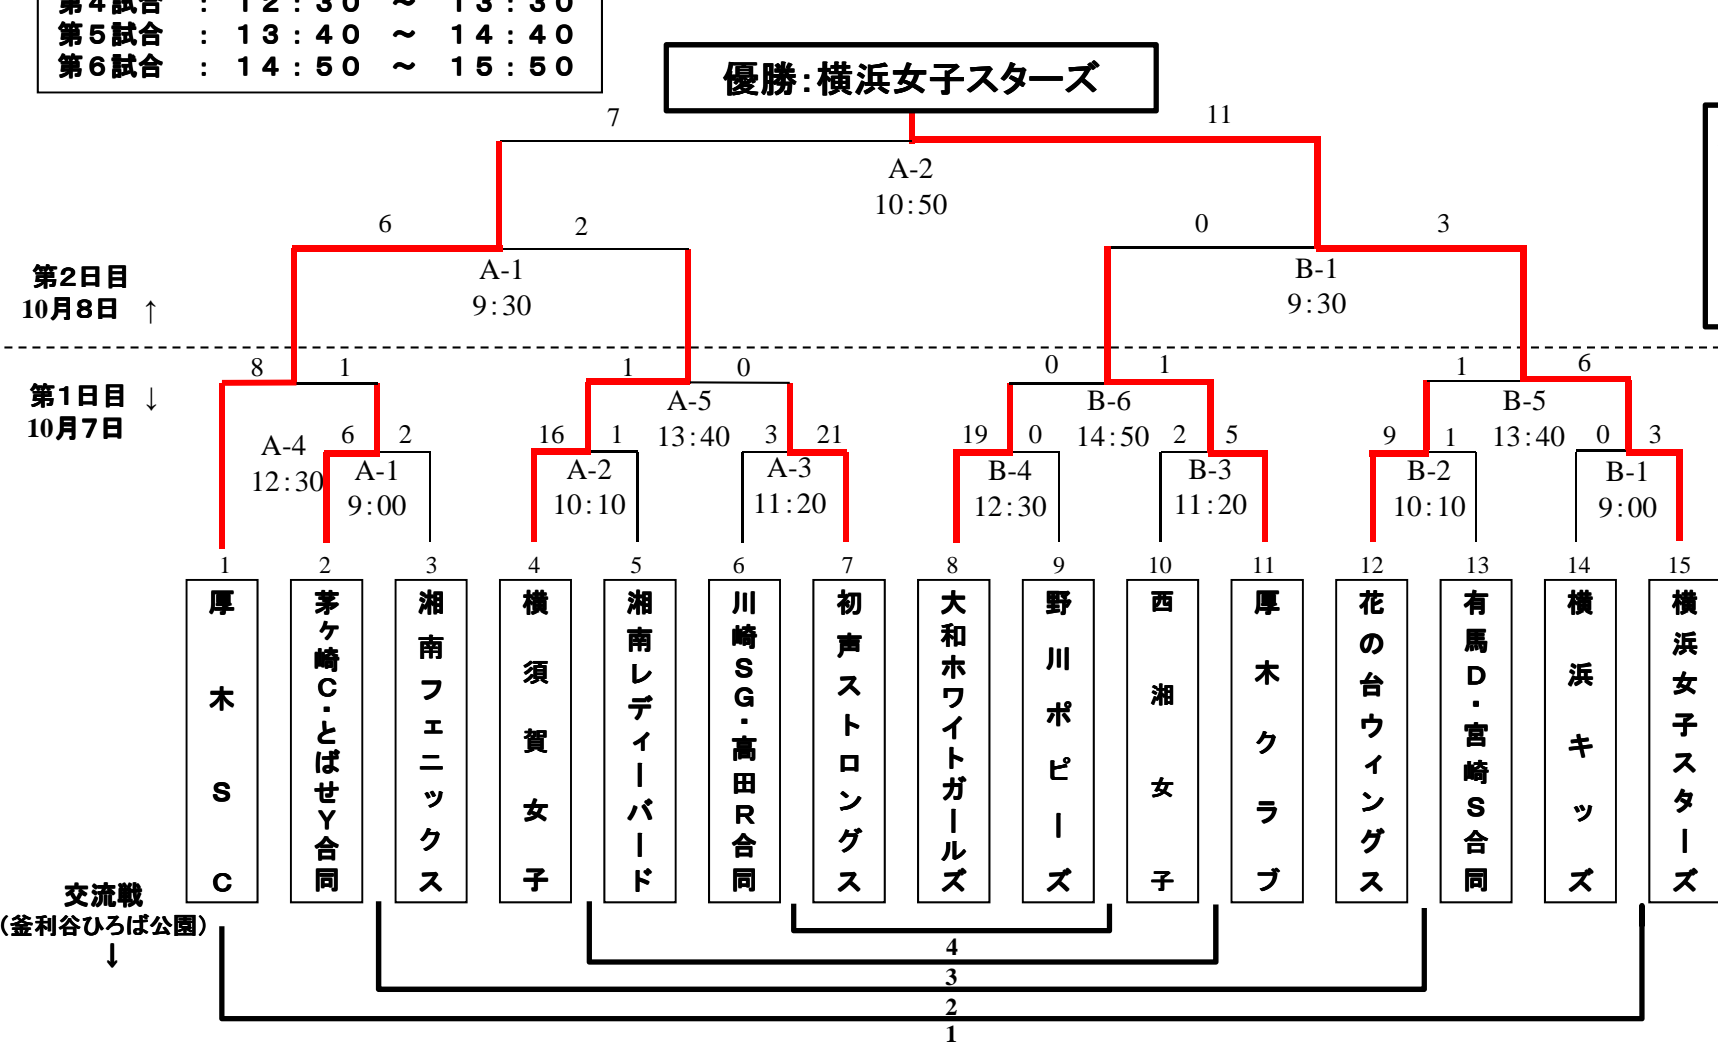 第4試合 : 12:30 ~ 13:30
第5試合 : 13:40 ~ 14:40
第6試合 : 14:50 ~ 15:50
優勝:横浜女子スターズ
7 11
A-2
10:50
6 2 0 3
A-1 B-1
9:30 9:30
第2日目
10月8日 ↑
8 1 1 0 0 1 1 6
第1日目 ↓
10月7日
A-5 B-6 B-5
13:40 14:50 13:40
A-4
12:30
6 2 16 1 3 21 19 0 2 5 9 1 0 3
A-1 A-2 A-3 B-4 B-3 B-2 B-1
9:00 10:10 11:20 12:30 11:20 10:10 9:00
1 2 3 4 5 6 7 8 9 10 11 12 13 14 15
厚木SC
茅ヶ崎C・とばせY合同
湘南フェニックス
横須賀女子
湘南レディーバード
川崎SG・高田R合同
初声ストロングス
大和ホワイトガールズ
野川ポピーズ
西湘女子
厚木クラブ
花の台ウィングス
有馬D・宮崎S合同
横浜キッズ
横浜女子スターズ
交流戦
(釜利谷ひろば公園)
↓
4
3
2
1